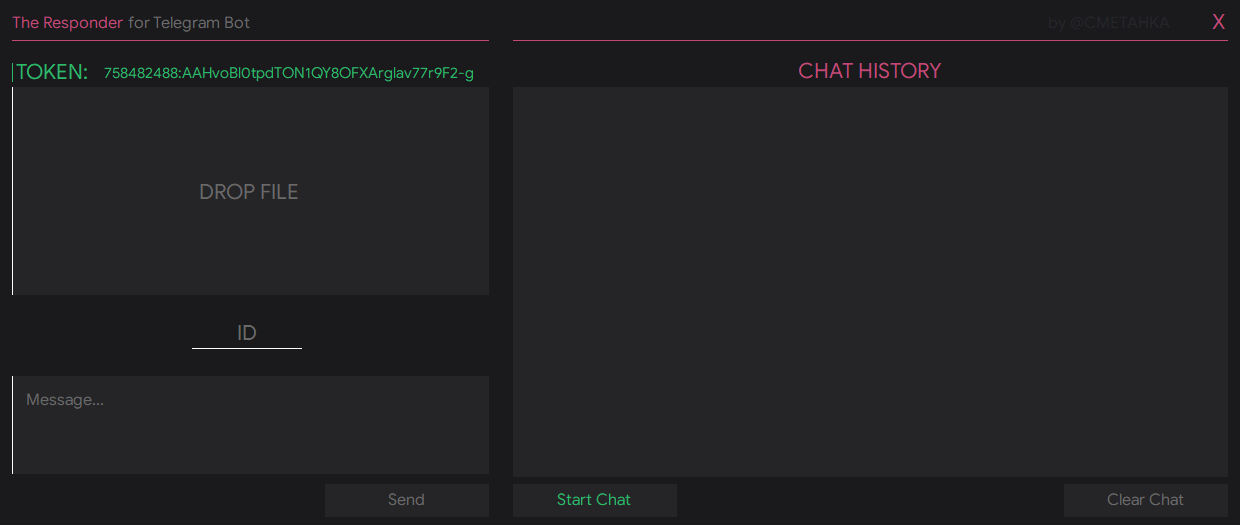 The Responder for Telegram Bot
by @CMETAHKA
X
TOKEN: 758482488:AAHvoBl0tpdTON1QY8OFXArglav77r9F2-g
CHAT HISTORY
DROP FILE
ID
Message...
Send
Start Chat
Clear Chat